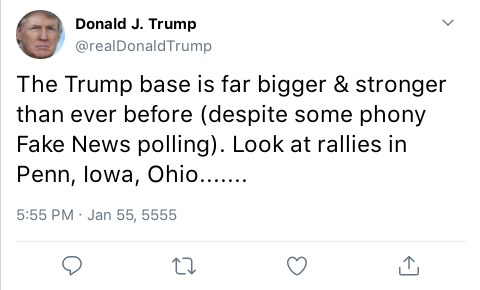 Donald J. Trump
@realDonaldTrump
The Trump base is far bigger & stronger
than ever before (despite some phony
Fake News polling). Look at rallies in
Penn, Iowa, Ohio.......
5:55 PM · Jan 55, 5555